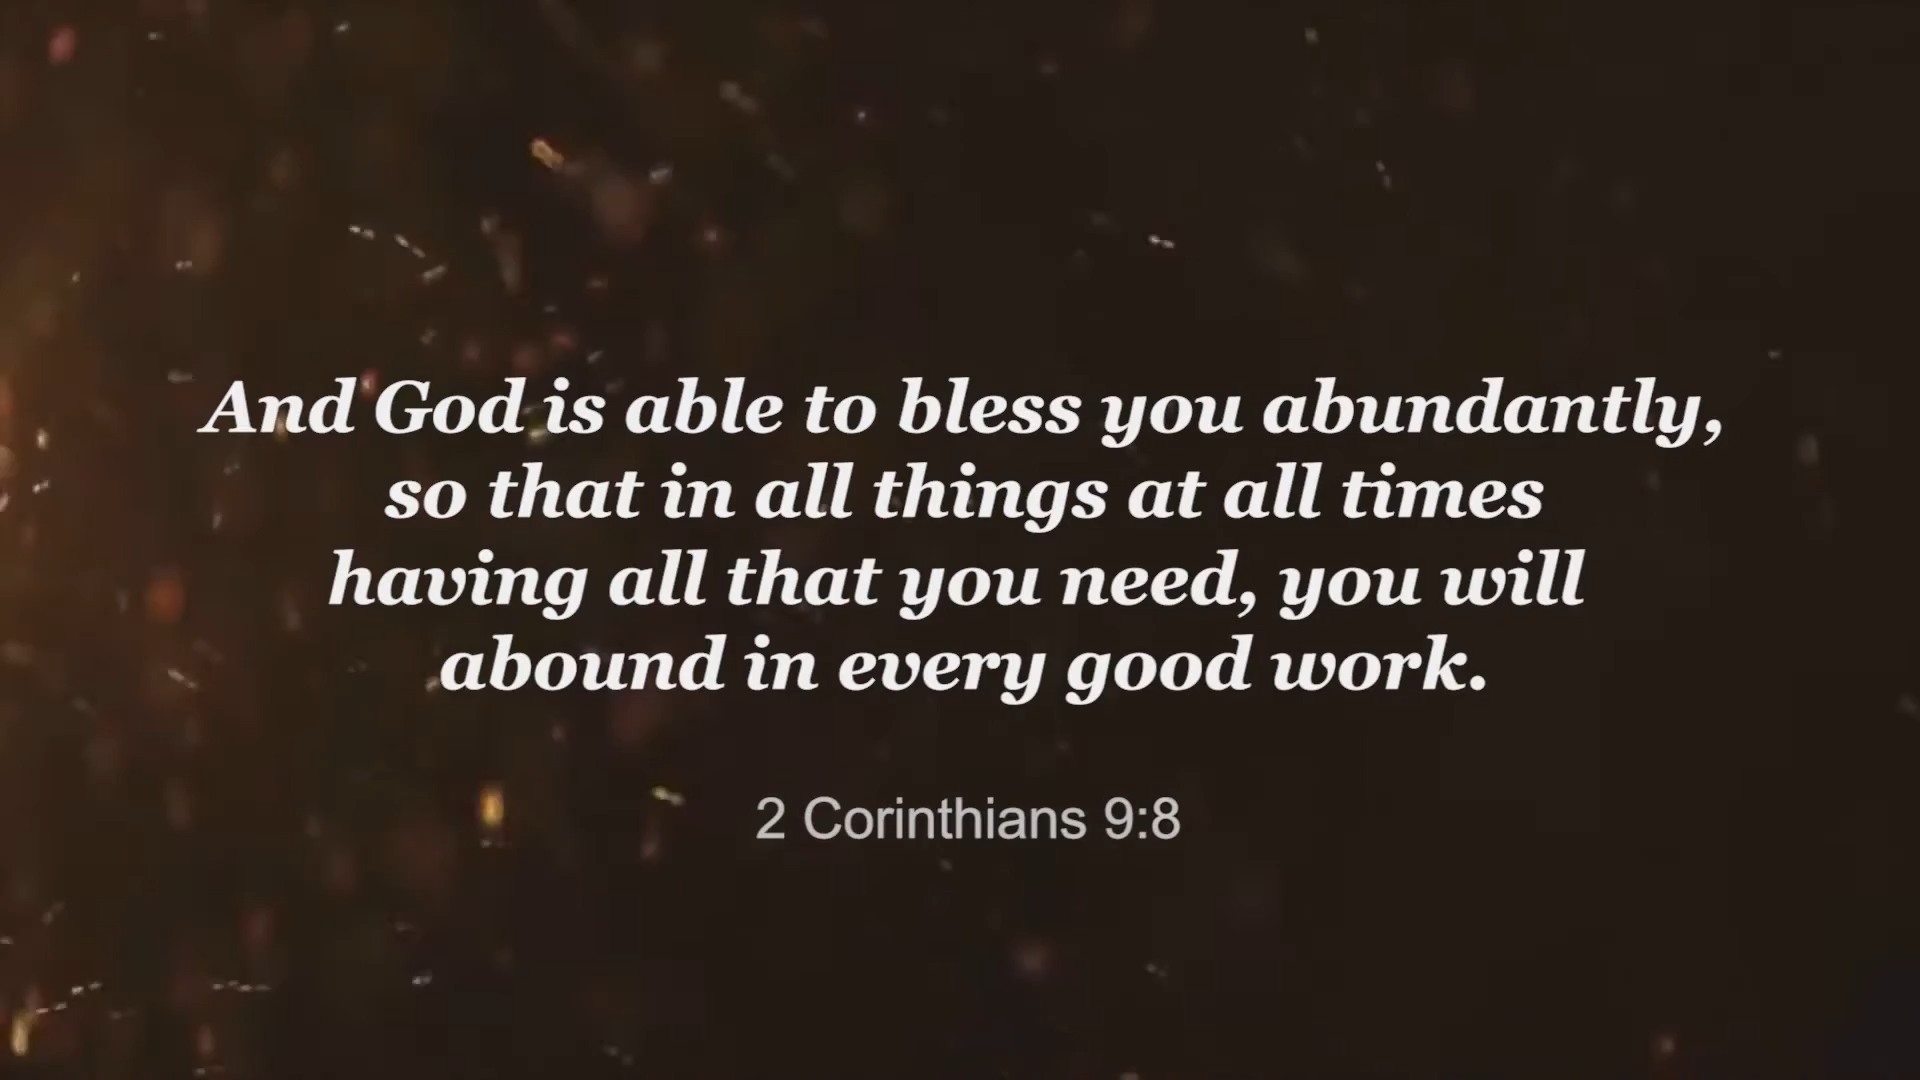 And God is able to bless you abundantly,
so that in all things at all times
having all that you need, you will
abound in every good work.
2 Corinthians 9:8